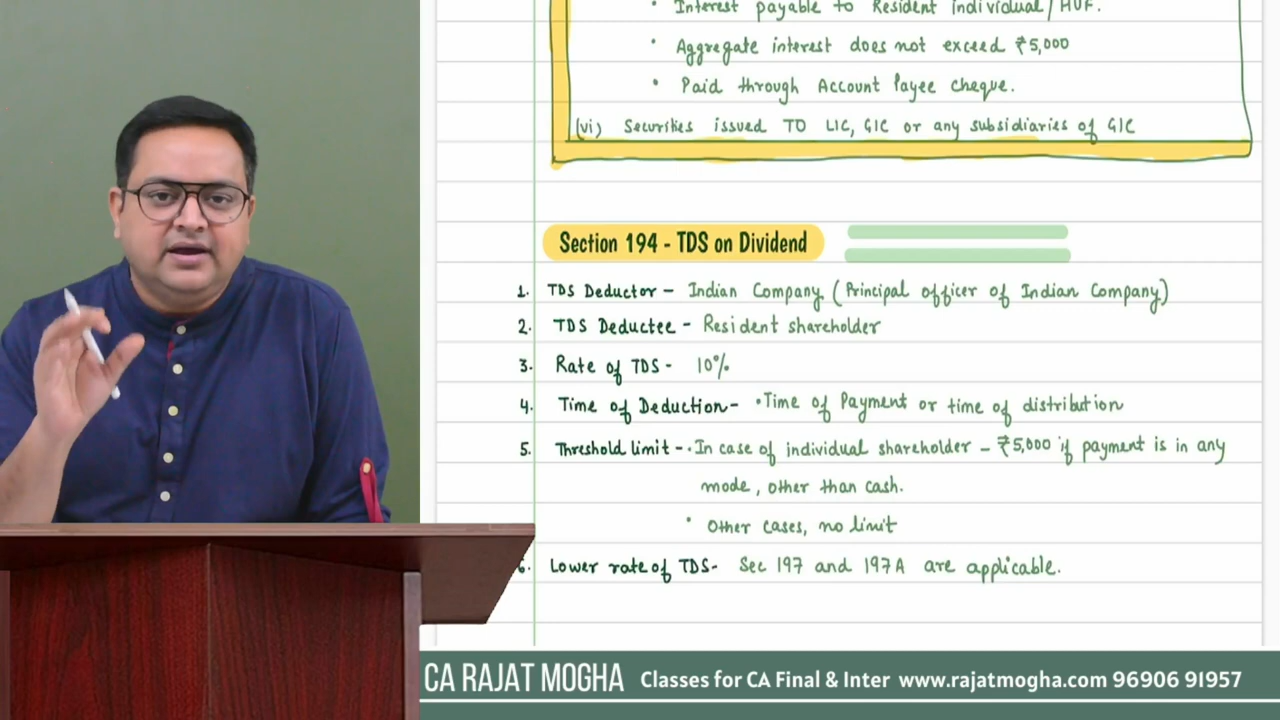 • Interest payable to Resident individual/HUF.
• Aggregate interest does not exceed ₹5,000
• Paid through Account Payee cheque.
(vi) Securities issued TO LIC, GIC or any subsidiaries of GIC
Section 194 - TDS on Dividend
1. TDS Deductor – Indian Company (Principal officer of Indian Company)
2. TDS Deductee - Resident shareholder
3. Rate of TDS - 10%
4. Time of Deduction - • Time of Payment or time of distribution
5. Threshold limit - • In case of individual shareholder – ₹5,000 if payment is in any
mode, other than cash.
• Other cases, no limit
6. Lower rate of TDS - Sec 197 and 197A are applicable.
CA RAJAT MOGHA Classes for CA Final & Inter www.rajatmogha.com 96906 91957